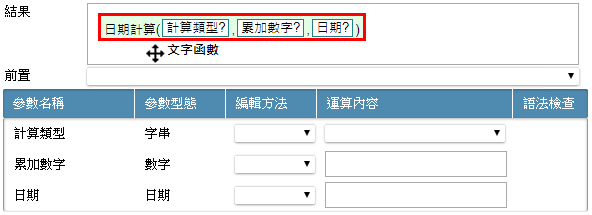 結果
日期計算(計算類型?,累加數字?,日期?)
文字函數
前置
參數名稱 參數型態 編輯方法 運算內容 語法檢查
計算類型 字串
累加數字 數字
日期 日期